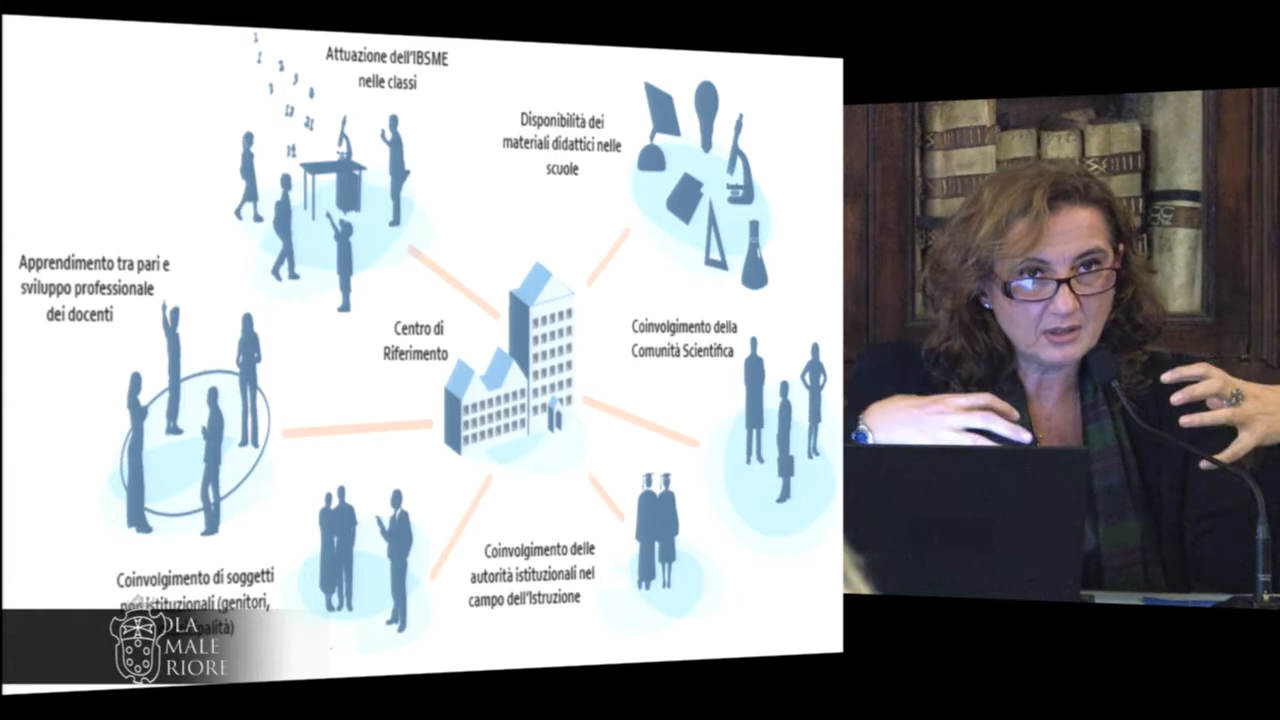 Attuazione dell'IBSME
nelle classi
Disponibilità dei
materiali didattici nelle
scuole
Apprendimento tra pari e
sviluppo professionale
dei docenti
Centro di
Riferimento
Coinvolgimento della
Comunità Scientifica
Coinvolgimento delle
autorità istituzionali nel
campo dell'Istruzione
Coinvolgimento di soggetti
istituzionali (genitori,
OLA
MALE
RIORE